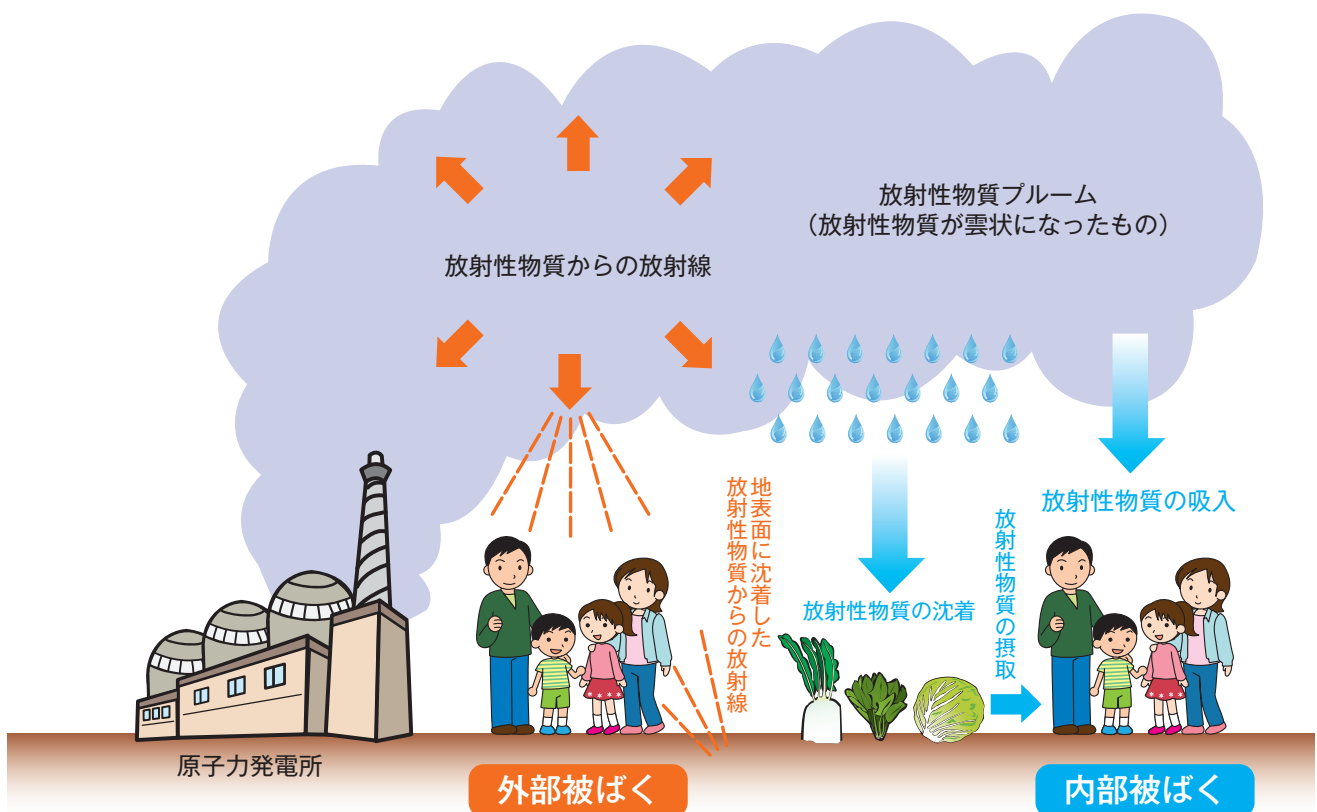 放射性物質プルーム
（放射性物質が雲状になったもの）
放射性物質からの放射線
地表面に沈着した
放射性物質からの放射線
放射性物質の沈着
放射性物質の摂取
放射性物質の吸入
原子力発電所
外部被ばく
内部被ばく